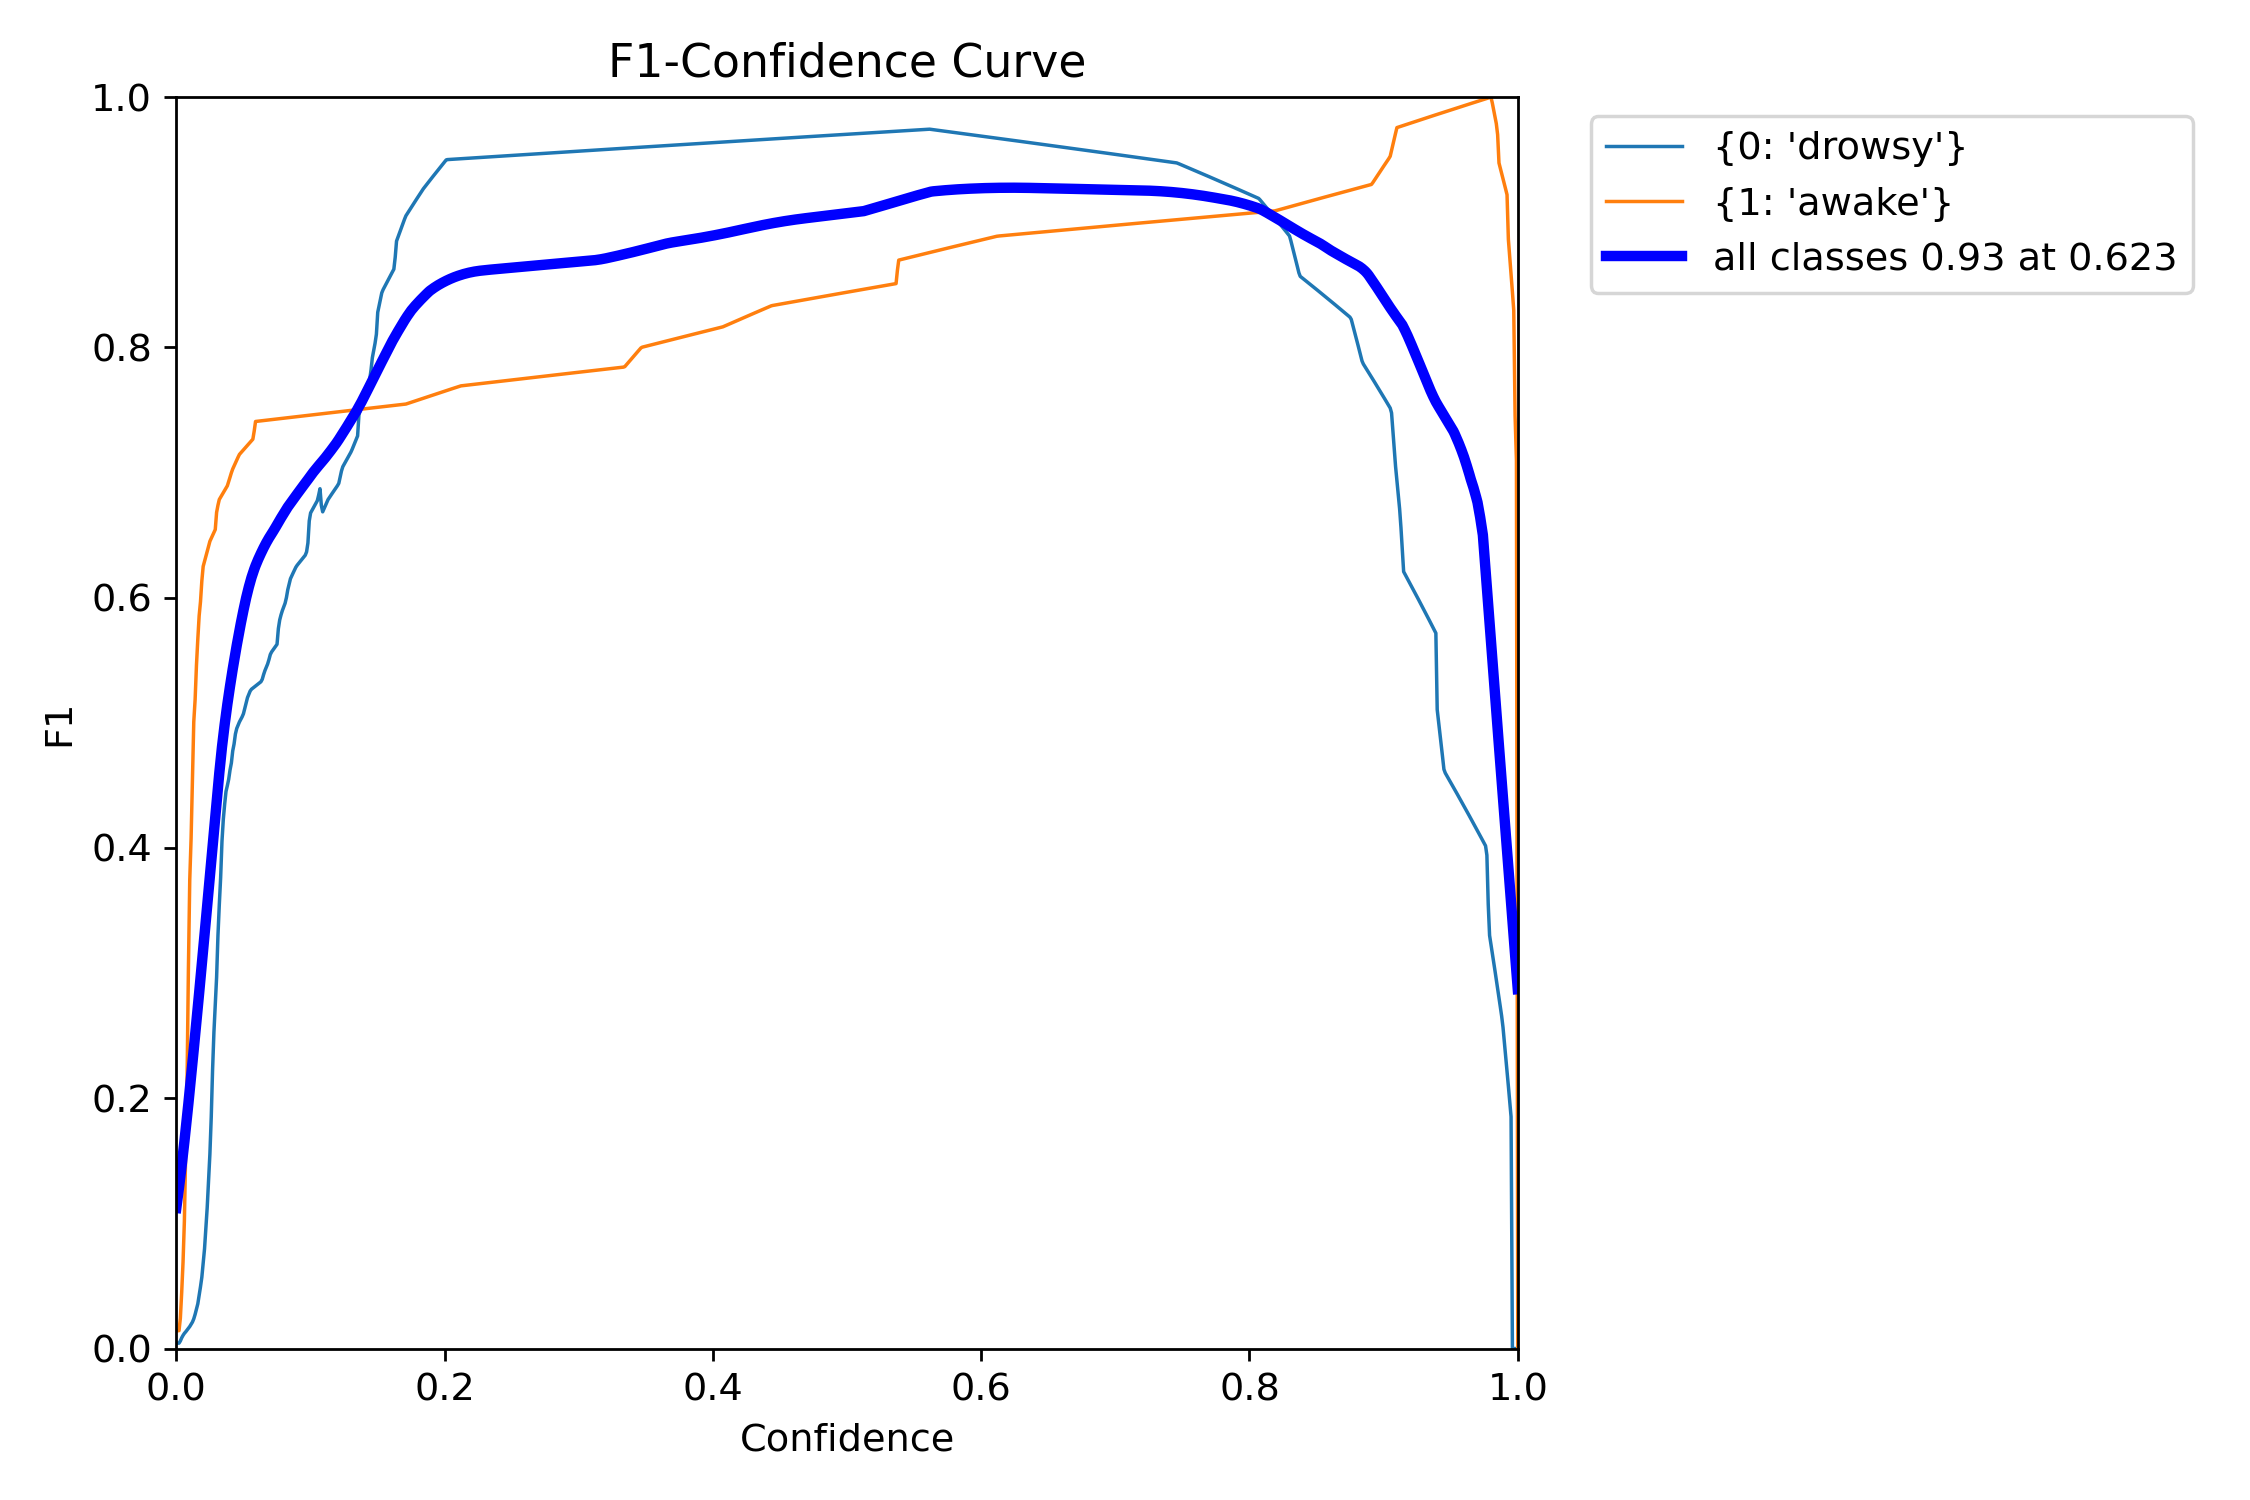 F1-Confidence Curve
1.0
0.8
0.6
0.4
0.2
0.0
F1
0.0 0.2 0.4 0.6 0.8 1.0
Confidence
{0: 'drowsy'}
{1: 'awake'}
all classes 0.93 at 0.623